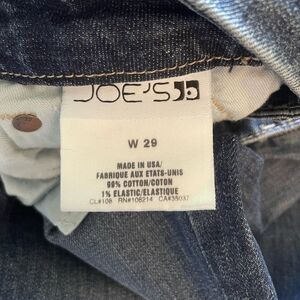 JOE'S
W 29
MADE IN USA/
FABRIQUE AUX ETATS-UNIS
99% COTTON/COTON
1% ELASTIC/ELASTIQUE
CL#108 RN#106214 CA#35037